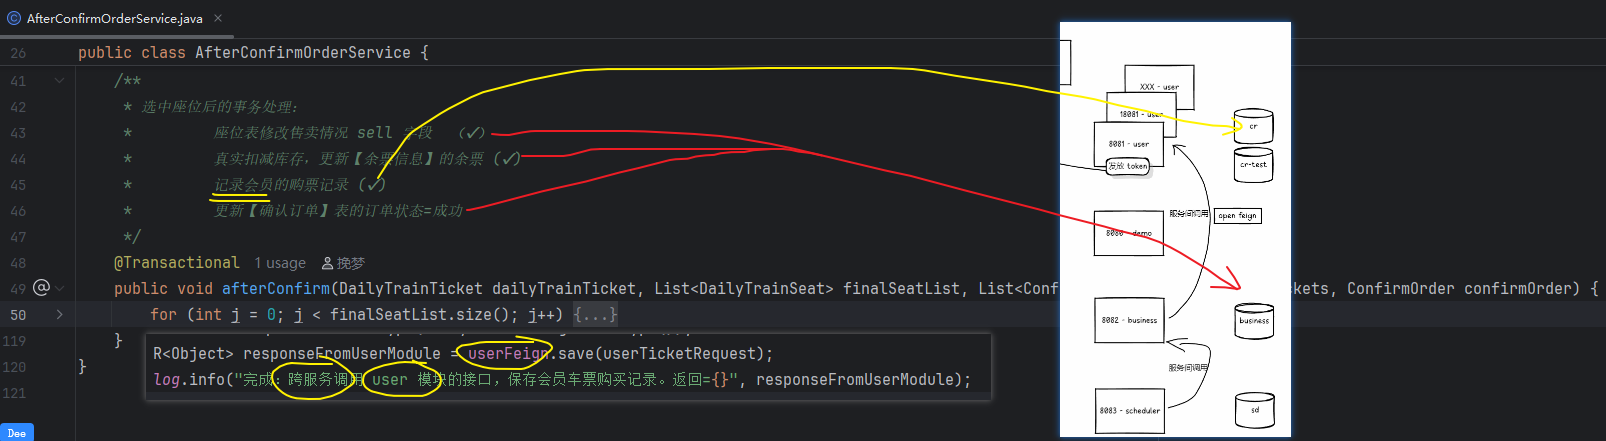 AfterConfirmOrderService.java ×
26 public class AfterConfirmOrderService {
41 /**
42 * 选中座位后的事务处理:
43 * 座位表修改售卖情况 sell 字段 (✓)
44 * 真实扣减库存, 更新【余票信息】的余票 (✓)
45 * 记录会员的购票记录 (✓)
46 * 更新【确认订单】表的订单状态=成功
47 */
48 @Transactional 1 usage 挽梦
49 public void afterConfirm(DailyTrainTicket dailyTrainTicket, List<DailyTrainSeat> finalSeatList, List<Conf
kets, ConfirmOrder confirmOrder) {
50 for (int j = 0; j < finalSeatList.size(); j++) {...}
119 }
120 }
121
R<Object> responseFromUserModule = userFeign.save(userTicketRequest);
log.info("完成: 跨服务调用 user 模块的接口, 保存会员车票购买记录。返回={}", responseFromUserModule);
Dee
XXX - user
18081 - user
8081 - user
发放 token
cr
cr-test
服务间调用
open feign
8080 - demo
8082 - business
business
服务间调用
8083 - scheduler
sd